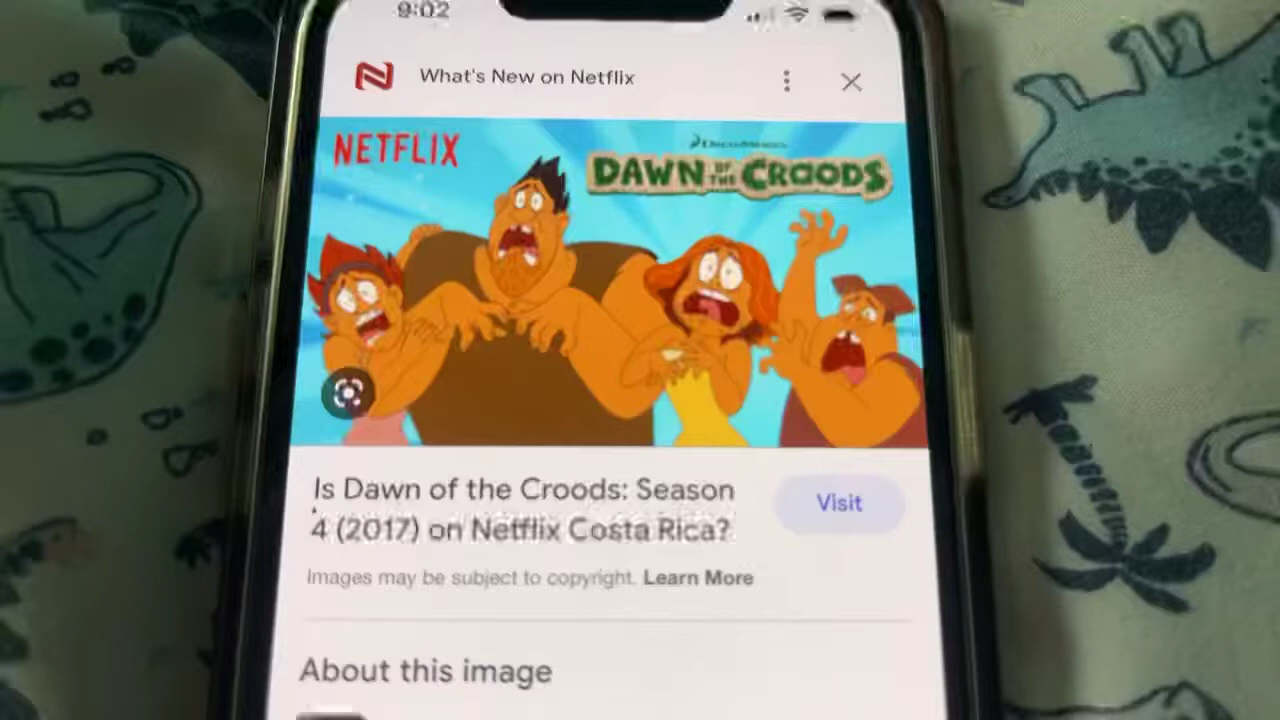 9:02
What's New on Netflix
NETFLIX
DREAMWORKS
DAWN OF THE CROODS
Is Dawn of the Croods: Season
4 (2017) on Netflix Costa Rica?
Visit
Images may be subject to copyright. Learn More
About this image